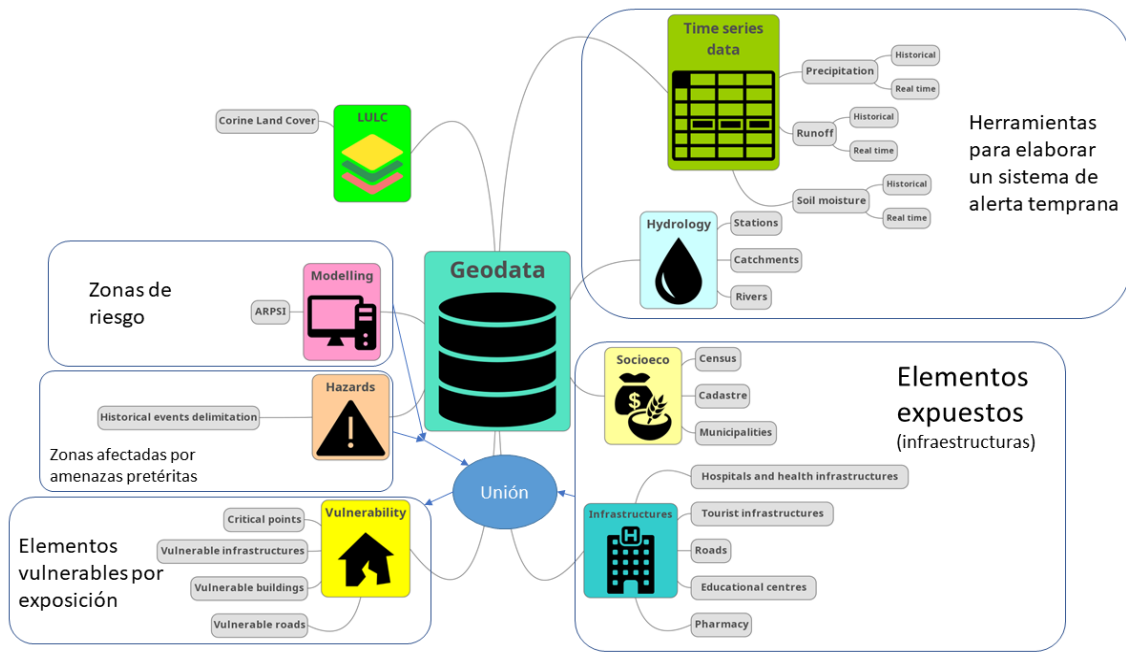 Time series
data
Precipitation
Historical
Real time
Runoff
Historical
Real time
Soil moisture
Historical
Real time
Herramientas
para elaborar
un sistema de
alerta temprana
Corine Land Cover
LULC
Hydrology
Stations
Catchments
Rivers
Geodata
Zonas de
riesgo
Modelling
ARPSI
Socioeco
Census
Cadastre
Municipalities
Elementos
expuestos
(infraestructuras)
Hazards
Historical events delimitation
Zonas afectadas por
amenazas pretéritas
Unión
Hospitals and health infrastructures
Infrastructures
Tourist infrastructures
Roads
Educational centres
Pharmacy
Vulnerability
Critical points
Vulnerable infrastructures
Vulnerable buildings
Vulnerable roads
Elementos
vulnerables por
exposición